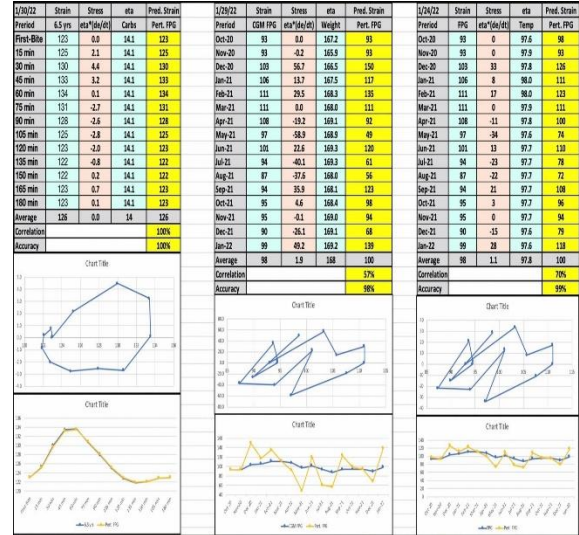 1/30/22 Strain Stress eta Pred. Strain
Preriod 6.5 yrs eta*(de/dt) Carbs Pert. FPG
First-Bite 123 0.0 14.1 123
15 min 125 2.1 14.1 125
30 min 130 4.4 14.1 130
45 min 133 3.2 14.1 133
60 min 134 0.1 14.1 134
75 min 131 -2.7 14.1 131
90 min 128 -2.6 14.1 128
105 min 125 -2.8 14.1 125
120 min 123 -2.0 14.1 123
135 min 122 -0.8 14.1 122
150 min 122 0.2 14.1 122
165 min 123 0.7 14.1 123
180 min 123 0.1 14.1 123
Average 126 0.0 14 126
Correlation 100%
Accuracy 100%
Chart Title
Chart Title
1/29/22 Strain Stress eta Pred. Strain
Preriod CGM FPG eta*(de/dt) Weight Pert. FPG
Oct-20 93 0.0 167.2 93
Nov-20 93 -0.2 165.9 93
Dec-20 103 56.7 166.5 150
Jan-21 106 13.7 167.5 117
Feb-21 111 29.5 168.3 135
Mar-21 111 0.0 168.0 111
Apr-21 108 -19.2 169.1 92
May-21 97 -58.9 168.9 49
Jun-21 101 22.6 169.3 120
Jul-21 94 -40.1 169.3 61
Aug-21 87 -37.6 168.0 56
Sep-21 94 35.9 168.1 123
Oct-21 95 4.6 168.4 98
Nov-21 95 -0.1 169.0 94
Dec-21 90 -26.1 169.1 68
Jan-22 99 49.2 169.2 139
Average 98 1.9 168 100
Correlation 57%
Accuracy 98%
Chart Title
Chart Title
CGM FPG Pert. FPG
1/24/22 Strain Stress eta Pred. Strain
Preriod FPG eta*(de/dt) Temp Pert. FPG
Oct-20 93 0 97.6 98
Nov-20 93 0 97.9 93
Dec-20 103 33 97.8 126
Jan-21 106 8 98.0 111
Feb-21 111 17 98.0 123
Mar-21 111 0 97.9 111
Apr-21 108 -11 97.8 100
May-21 97 -34 97.6 74
Jun-21 101 13 97.7 110
Jul-21 94 -23 97.7 78
Aug-21 87 -22 97.7 72
Sep-21 94 21 97.7 108
Oct-21 95 3 97.7 96
Nov-21 95 0 97.7 94
Dec-21 90 -15 97.6 79
Jan-22 99 28 97.6 118
Average 98 1.1 97.8 100
Correlation 70%
Accuracy 99%
Chart Title
Chart Title
FPG Pert. FPG